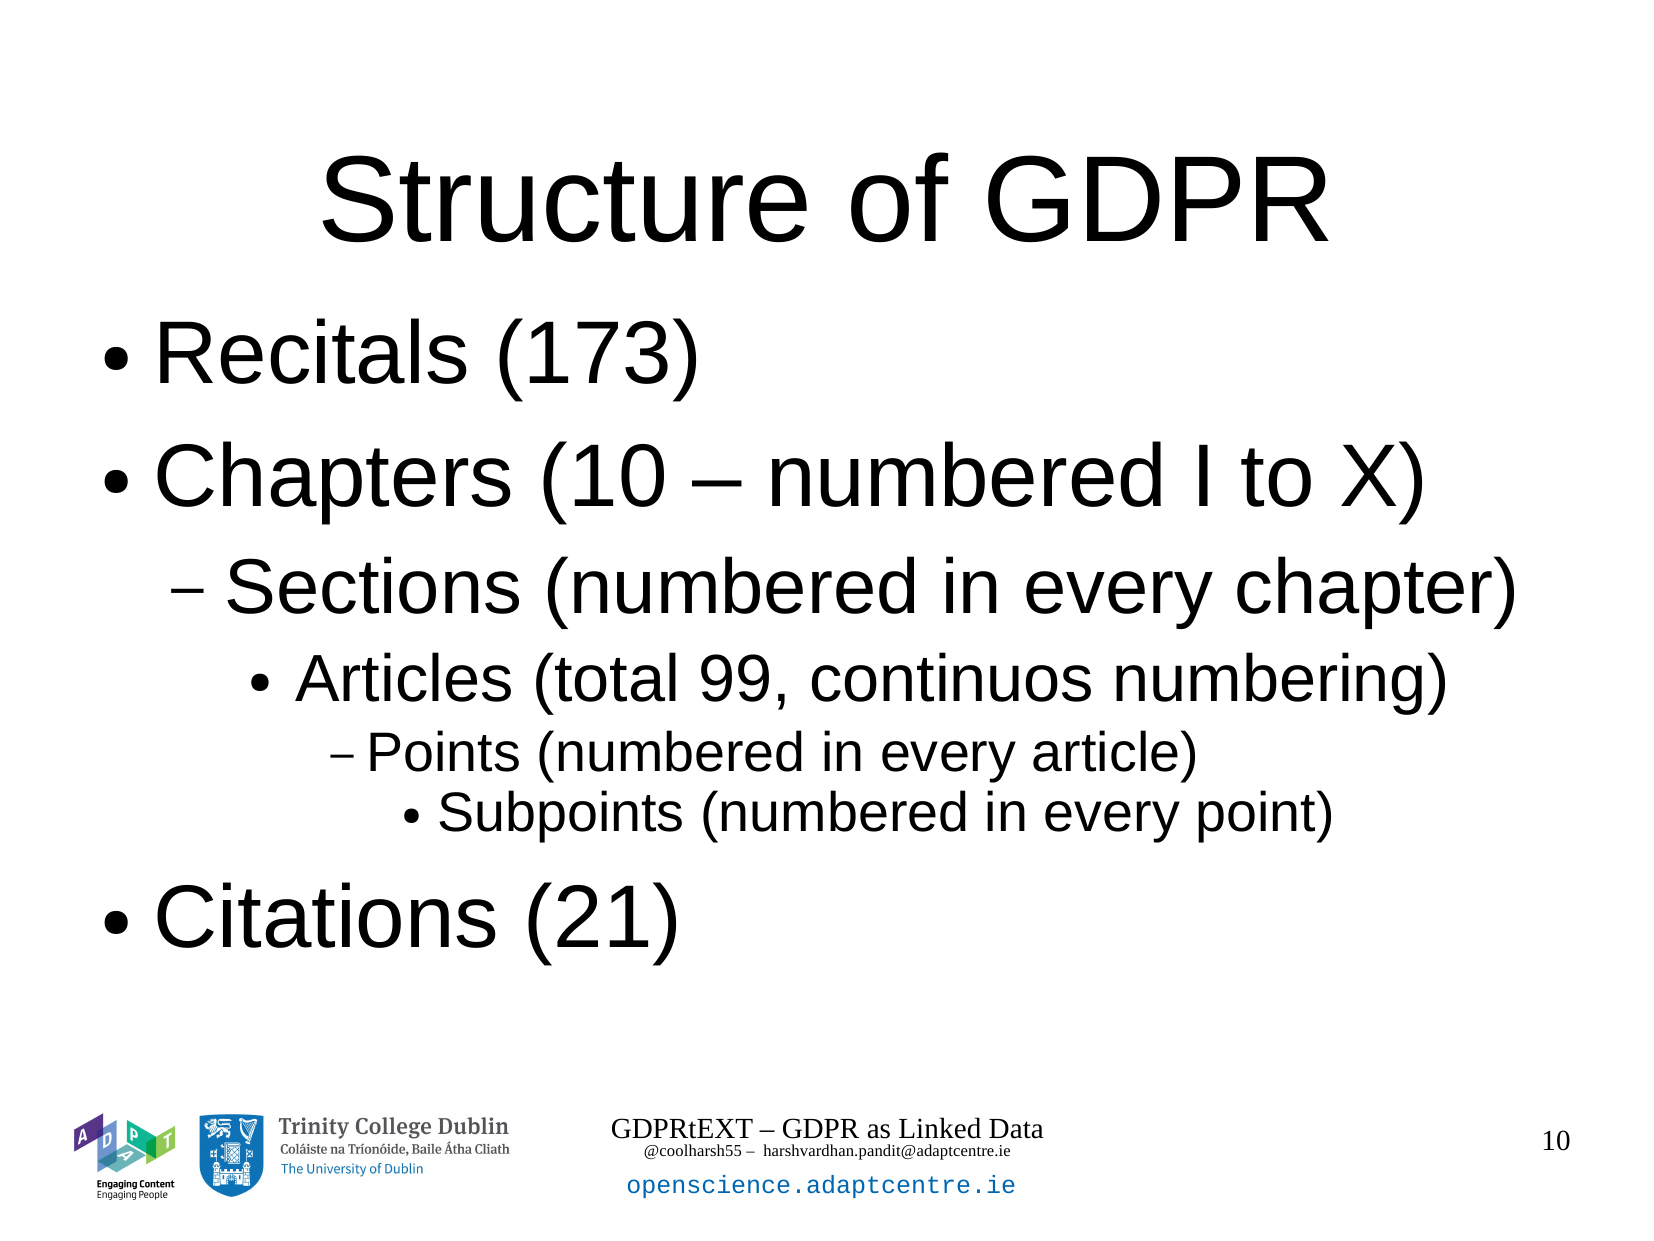 Structure of GDPR
● Recitals (173)
● Chapters (10 – numbered I to X)
– Sections (numbered in every chapter)
● Articles (total 99, continuos numbering)
– Points (numbered in every article)
● Subpoints (numbered in every point)
● Citations (21)
A D A P T
Engaging Content
Engaging People
Trinity College Dublin
Coláiste na Tríonóide, Baile Átha Cliath
The University of Dublin
GDPRtEXT – GDPR as Linked Data
@coolharsh55 – harshvardhan.pandit@adaptcentre.ie
openscience.adaptcentre.ie
10